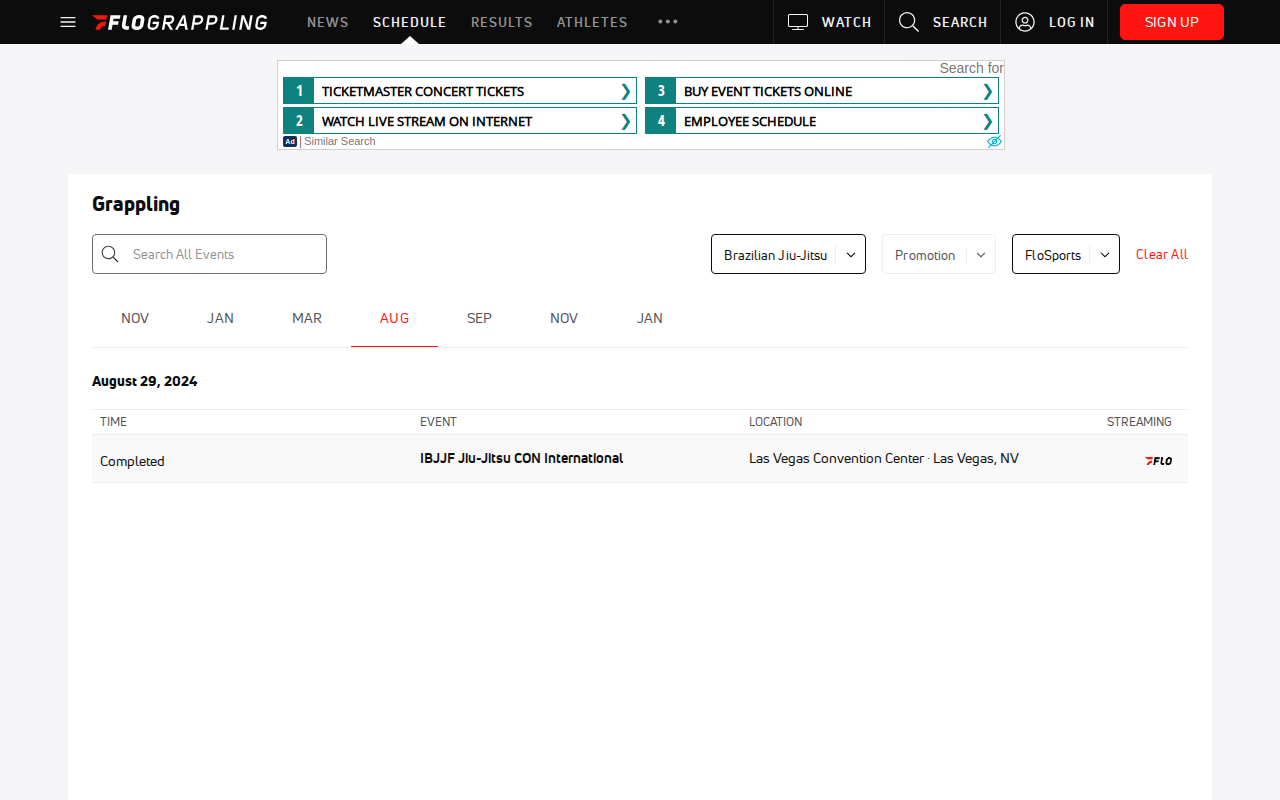 FLOGRAPPLING NEWS SCHEDULE RESULTS ATHLETES ••• WATCH SEARCH LOG IN SIGN UP
Search for
1 TICKETMASTER CONCERT TICKETS ❯ 3 BUY EVENT TICKETS ONLINE ❯
2 WATCH LIVE STREAM ON INTERNET ❯ 4 EMPLOYEE SCHEDULE ❯
Ad | Similar Search
Grappling
Search All Events Brazilian Jiu-Jitsu Promotion FloSports Clear All
NOV JAN MAR AUG SEP NOV JAN
August 29, 2024
TIME EVENT LOCATION STREAMING
Completed IBJJF Jiu-Jitsu CON International Las Vegas Convention Center · Las Vegas, NV FLO